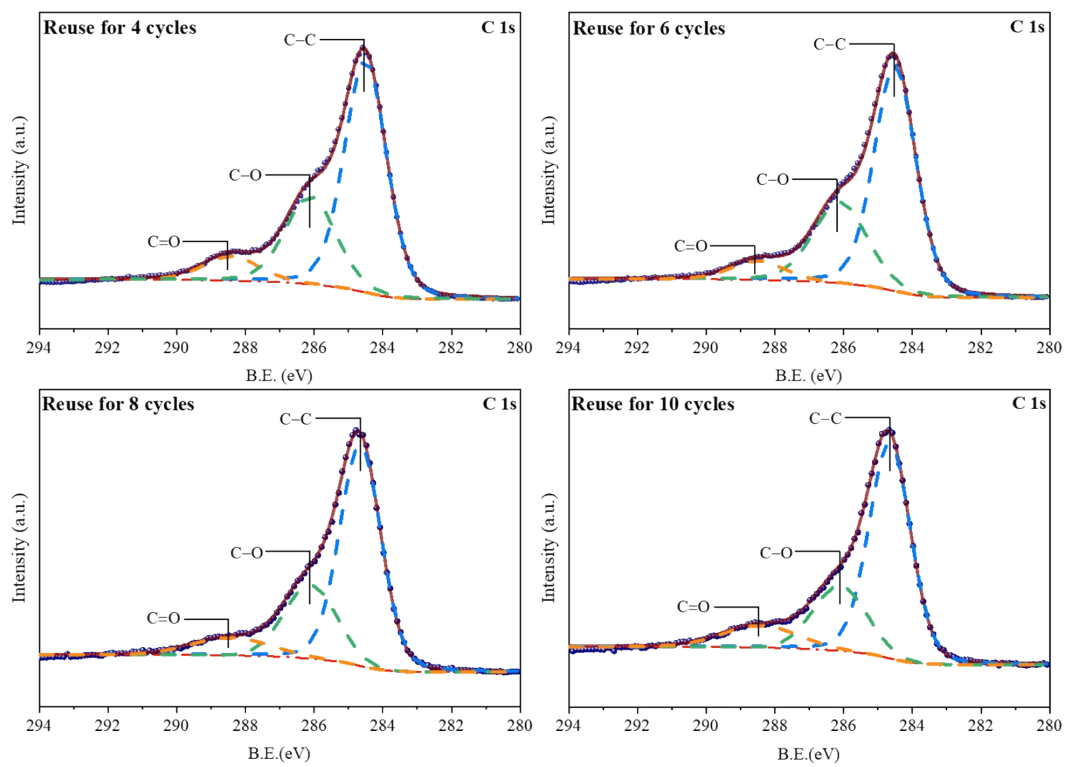 Reuse for 4 cycles
C 1s
C–C
C–O
C=O
Intensity (a.u.)
294 292 290 288 286 284 282 280
B.E. (eV)
Reuse for 6 cycles
C 1s
C–C
C–O
C=O
Intensity (a.u.)
294 292 290 288 286 284 282 280
B.E. (eV)
Reuse for 8 cycles
C 1s
C–C
C–O
C=O
Intensity (a.u.)
294 292 290 288 286 284 282 280
B.E.(eV)
Reuse for 10 cycles
C 1s
C–C
C–O
C=O
Intensity (a.u.)
294 292 290 288 286 284 282 280
B.E.(eV)